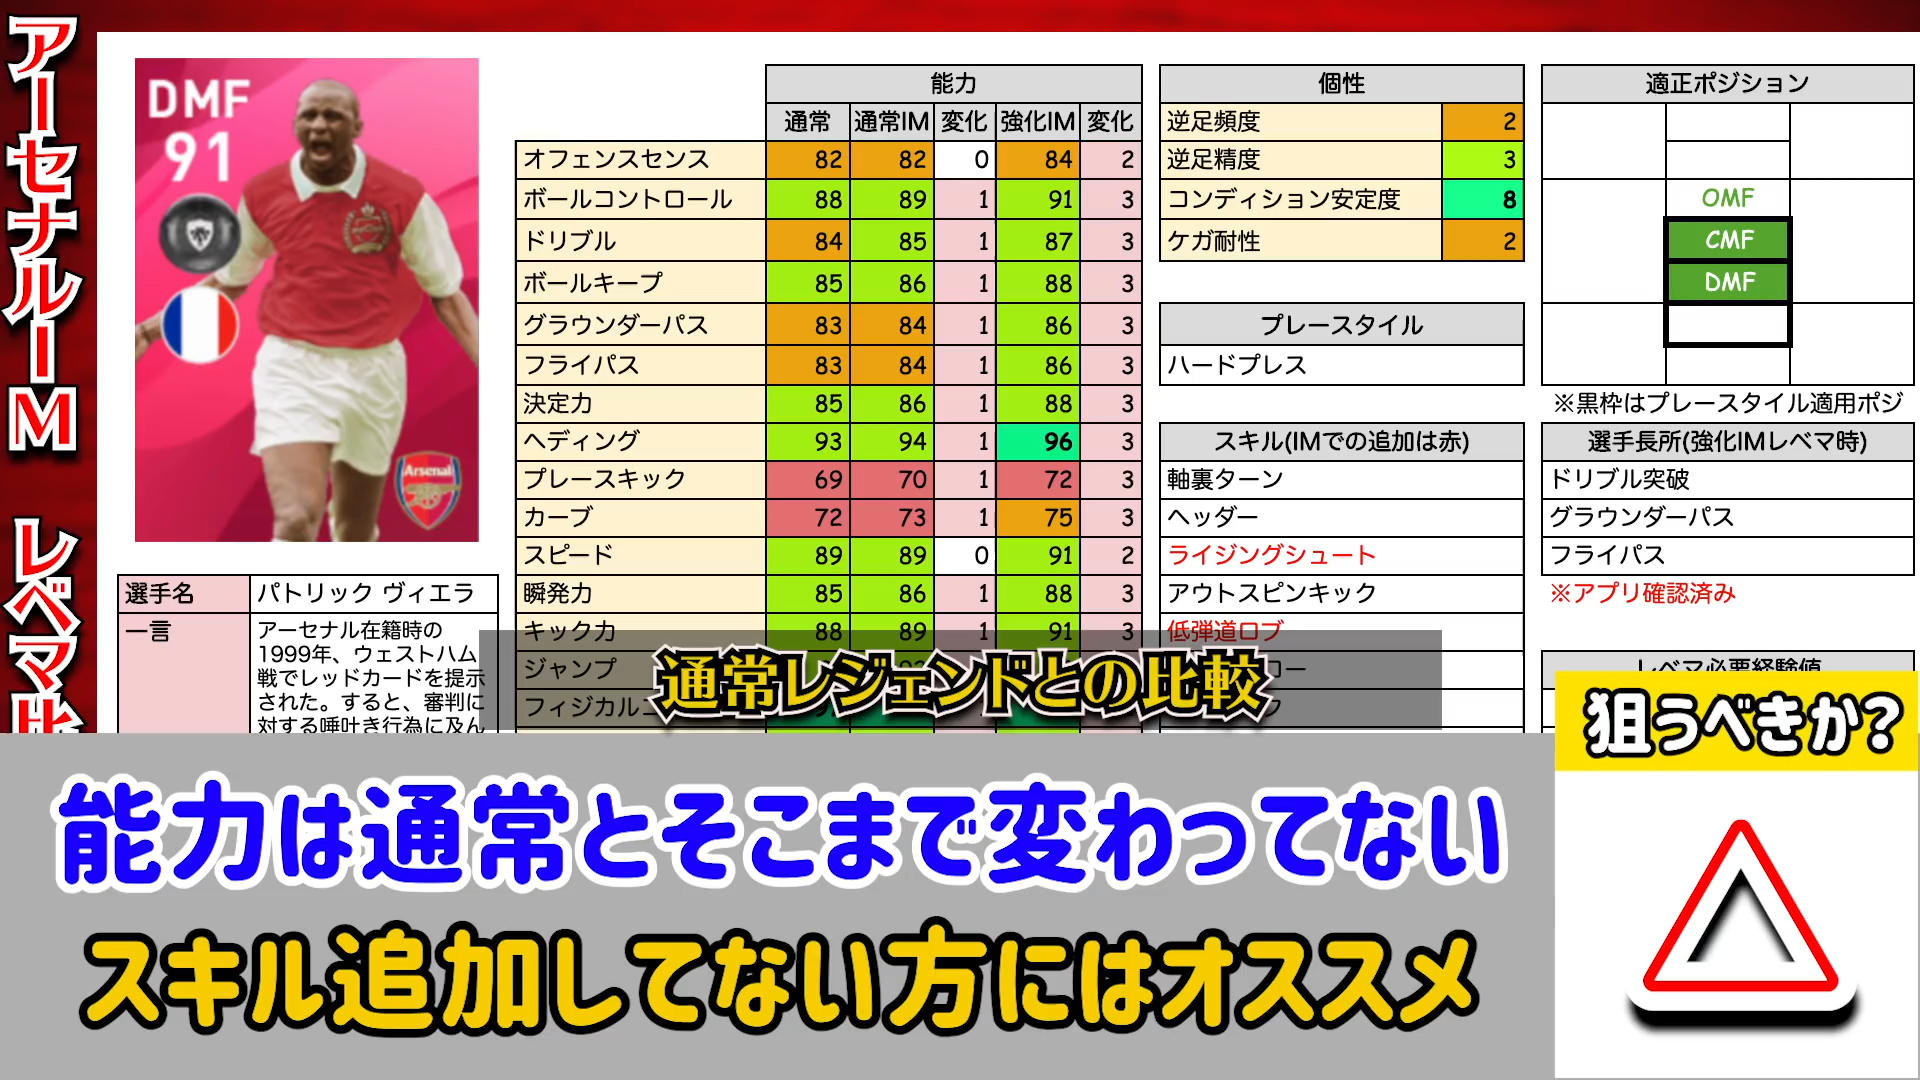 アーセナルIM レベマ比
DMF
91
Arsenal
選手名 パトリック ヴィエラ
一言 アーセナル在籍時の
1999年、ウェストハム
戦でレッドカードを提示
された。すると、審判に
対する唾吐き行為に及ん
能力
通常 通常IM 変化 強化IM 変化
オフェンスセンス 82 82 0 84 2
ボールコントロール 88 89 1 91 3
ドリブル 84 85 1 87 3
ボールキープ 85 86 1 88 3
グラウンダーパス 83 84 1 86 3
フライパス 83 84 1 86 3
決定力 85 86 1 88 3
ヘディング 93 94 1 96 3
プレースキック 69 70 1 72 3
カーブ 72 73 1 75 3
スピード 89 89 0 91 2
瞬発力 85 86 1 88 3
キック力 88 89 1 91 3
ジャンプ
フィジカル
個性
逆足頻度 2
逆足精度 3
コンディション安定度 8
ケガ耐性 2
プレースタイル
ハードプレス
スキル(IMでの追加は赤)
軸裏ターン
ヘッダー
ライジングシュート
アウトスピンキック
低弾道ロブ
適正ポジション
OMF
CMF
DMF
※黒枠はプレースタイル適用ポジ
選手長所(強化IMレベマ時)
ドリブル突破
グラウンダーパス
フライパス
※アプリ確認済み
レベマ必要経験値
通常レジェンドとの比較
狙うべきか?
能力は通常とそこまで変わってない
スキル追加してない方にはオススメ